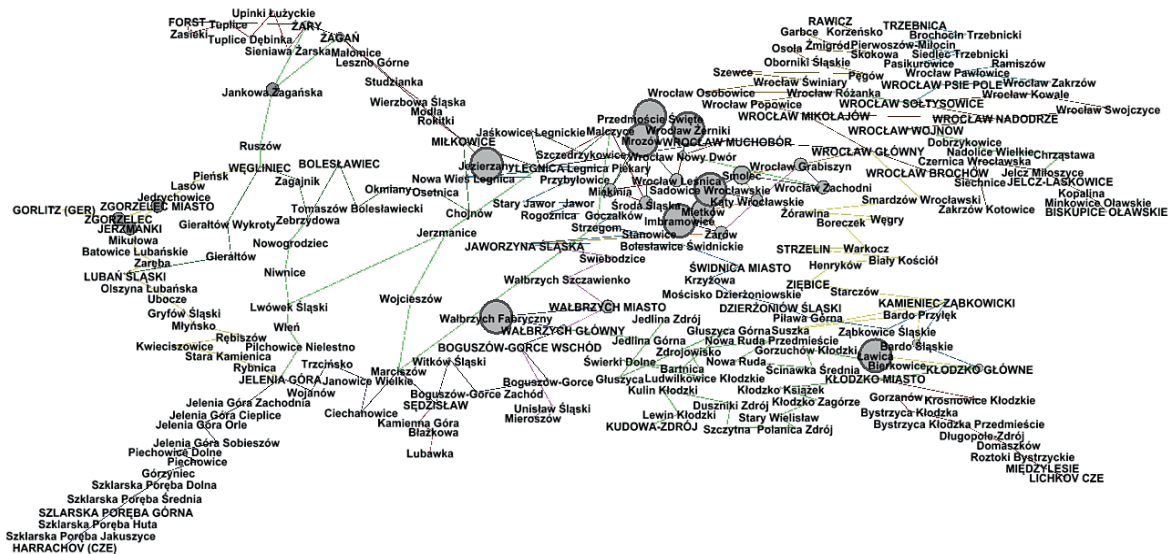 Upinki Łużyckie
FORST
Tuplice
ŻARY
Zasieki
Tuplice Dębinka
ŻAGAŃ
Sieniawa Żarska
Małomice
Leszno Górne
Studzianka
Jankowa Żagańska
Wierzbowa Śląska
Modła
Rokitki
RAWICZ
Garbce
Korzeńsko
TRZEBNICA
Brochocin Trzebnicki
Osola
Żmigród
Pierwoszów-Miłocin
Skokowa
Siedlec Trzebnicki
Oborniki Śląskie
Pasikurowice
Ramiszów
Szewce
Pęgów
Wrocław Pawłowice
Wrocław Świniary
WROCŁAW PSIE POLE
Wrocław Zakrzów
Wrocław Osobowice
Wrocław Różanka
Wrocław Kowale
Wrocław Popowice
WROCŁAW SOŁTYSOWICE
Wrocław Swojczyce
WROCŁAW MIKOŁAJÓW
WROCŁAW NADODRZE
Przedmoście Święte
Wrocław Żerniki
WROCŁAW WOJNÓW
MIŁKOWICE
Jaśkowice Legnickie
Malczyce
Mrozów
WROCŁAW MUCHOBÓR
Dobrzykowice
Ruszów
Szczedrzykowice
Wrocław Nowy Dwór
WROCŁAW GŁÓWNY
Nadolice Wielkie
Chrząstawa
Jezierzany
LEGNICA
Legnica Piekary
Wrocław Grabiszyn
Czernica Wrocławska
Jelcz Miłoszyce
WĘGLINIEC
BOLESŁAWIEC
Nowa Wieś Legnica
Przybyłowice
Wrocław Leśnica
Smolec
WROCŁAW BROCHÓW
Siechnice
JELCZ-LASKOWICE
Pieńsk
Zagajnik
Okmiany
Osetnica
Miękinia
Sadowice Wrocławskie
Wrocław Zachodni
Kopalina
Lasów
Jędrychowice
Stary Jawor
Jawor
Środa Śląska
Kąty Wrocławskie
Smardzów Wrocławski
Minkowice Oławskie
GORLITZ (GER)
ZGORZELEC MIASTO
Tomaszów Bolesławiecki
Chojnów
Rogoźnica
Goczałków
Mietków
Żórawina
Zakrzów Kotowice
BISKUPICE OŁAWSKIE
ZGORZELEC
Gierałtów Wykroty
Zebrzydowa
Imbramowice
Węgry
JERZMANKI
Jerzmanice
Strzegom
Żarów
Boreczek
Mikułowa
Nowogrodziec
Stanowice
Batowice Lubańskie
Gierałtów
JAWORZYNA ŚLĄSKA
Bolesławice Świdnickie
STRZELIN
Warkocz
Zaręba
Świebodzice
Biały Kościół
LUBAŃ ŚLĄSKI
Niwnice
ŚWIDNICA MIASTO
Henryków
Olszyna Lubańska
Wałbrzych Szczawienko
Krzyżowa
ZIĘBICE
Ubocze
Wojcieszów
Mościsko Dzierżoniowskie
Starczów
Gryfów Śląski
Lwówek Śląski
WAŁBRZYCH MIASTO
DZIERŻONIÓW ŚLĄSKI
KAMIENIEC ZĄBKOWICKI
Młyńsko
Wałbrzych Fabryczny
Jedlina Zdrój
Piława Górna
Bardo Przyłęk
Wleń
WAŁBRZYCH GŁÓWNY
Głuszyca Górna
Suszka
Ząbkowice Śląskie
Rębiszów
Jedlina Górna
Nowa Ruda Przedmieście
Kwieciszowice
Pilchowice Nielestno
BOGUSZÓW-GORCE WSCHÓD
Zdrojowisko
Gorzuchów Kłodzki
Bardo Śląskie
Stara Kamienica
Trzcińsko
Witków Śląski
Świerki Dolne
Nowa Ruda
Ławica
Rybnica
Marciszów
Bartnica
Ścinawka Średnia
Bierkowice
KŁODZKO GŁÓWNE
JELENIA GÓRA
Janowice Wielkie
Boguszów-Gorce
Głuszyca
Ludwikowice Kłodzkie
KŁODZKO MIASTO
Wojanów
Boguszów-Gorce Zachód
Kulin Kłodzki
Kłodzko Książek
Gorzanów
Krosnowice Kłodzkie
Jelenia Góra Zachodnia
SĘDZISŁAW
Duszniki Zdrój
Kłodzko Zagórze
Jelenia Góra Cieplice
Ciechanowice
Unisław Śląski
Lewin Kłodzki
Stary Wielisław
Bystrzyca Kłodzka
Jelenia Góra Orle
Kamienna Góra
Mieroszów
KUDOWA-ZDRÓJ
Szczytna
Polanica Zdrój
Bystrzyca Kłodzka Przedmieście
Błażkowa
Długopole-Zdrój
Jelenia Góra Sobieszów
Domaszków
Piechowice Dolne
Lubawka
Roztoki Bystrzyckie
Piechowice
MIĘDZYLESIE
Górzyniec
LICHKOV CZE
Szklarska Poręba Dolna
Szklarska Poręba Średnia
SZLARSKA PORĘBA GÓRNA
Szklarska Poręba Huta
Szklarska Poręba Jakuszyce
HARRACHOV (CZE)